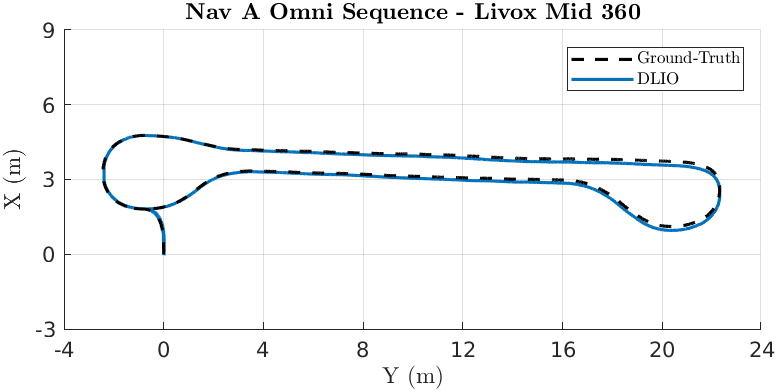 Nav A Omni Sequence - Livox Mid 360
9
6
3
0
-3
X (m)
Ground-Truth
DLIO
-4
0
4
8
12
16
20
24
Y (m)